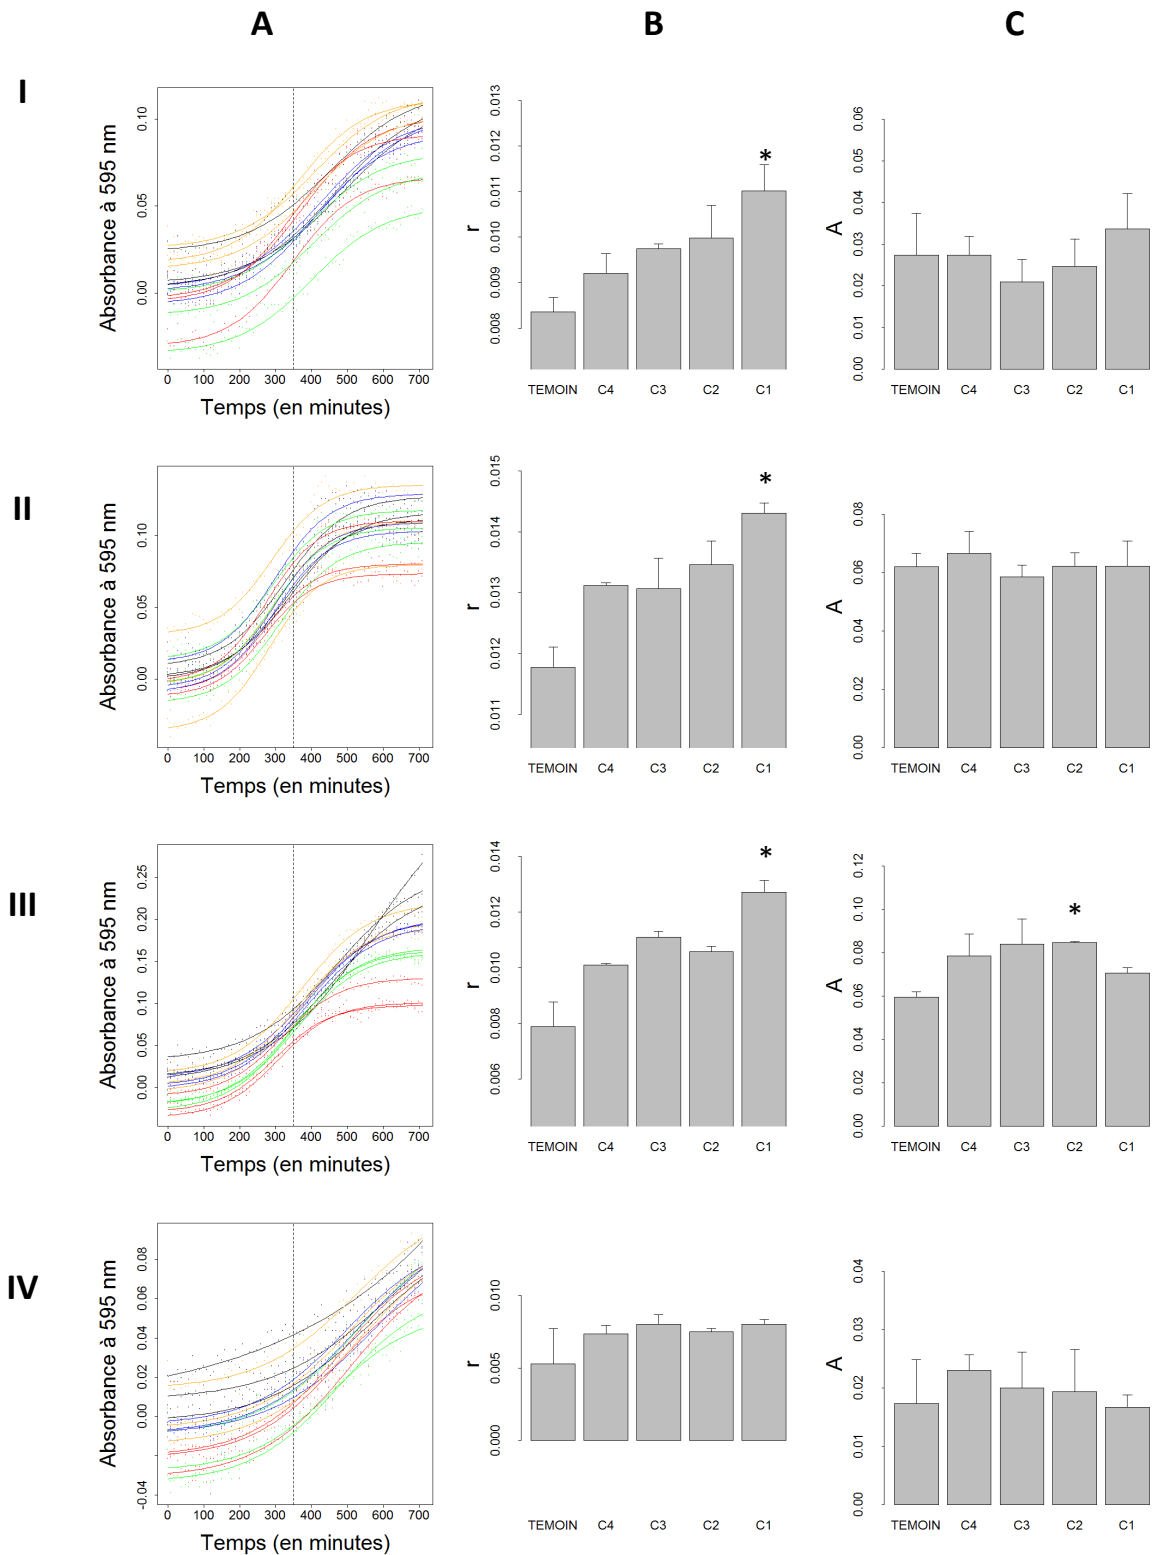 A B C
I
0.00 0.05 0.10
Absorbance à 595 nm
0 100 200 300 400 500 600 700
Temps (en minutes)
0.008 0.009 0.010 0.011 0.012 0.013
r
*
TEMOIN C4 C3 C2 C1
0.00 0.01 0.02 0.03 0.04 0.05 0.06
A
TEMOIN C4 C3 C2 C1
II
0.00 0.05 0.10
Absorbance à 595 nm
0 100 200 300 400 500 600 700
Temps (en minutes)
0.011 0.012 0.013 0.014 0.015
r
*
TEMOIN C4 C3 C2 C1
0.00 0.02 0.04 0.06 0.08
A
TEMOIN C4 C3 C2 C1
III
0.00 0.05 0.10 0.15 0.20 0.25
Absorbance à 595 nm
0 100 200 300 400 500 600 700
Temps (en minutes)
0.006 0.008 0.010 0.012 0.014
r
*
TEMOIN C4 C3 C2 C1
0.00 0.02 0.04 0.06 0.08 0.10 0.12
A
*
TEMOIN C4 C3 C2 C1
IV
-0.04 0.00 0.02 0.04 0.06 0.08
Absorbance à 595 nm
0 100 200 300 400 500 600 700
Temps (en minutes)
0.000 0.005 0.010
r
TEMOIN C4 C3 C2 C1
0.00 0.01 0.02 0.03 0.04
A
TEMOIN C4 C3 C2 C1